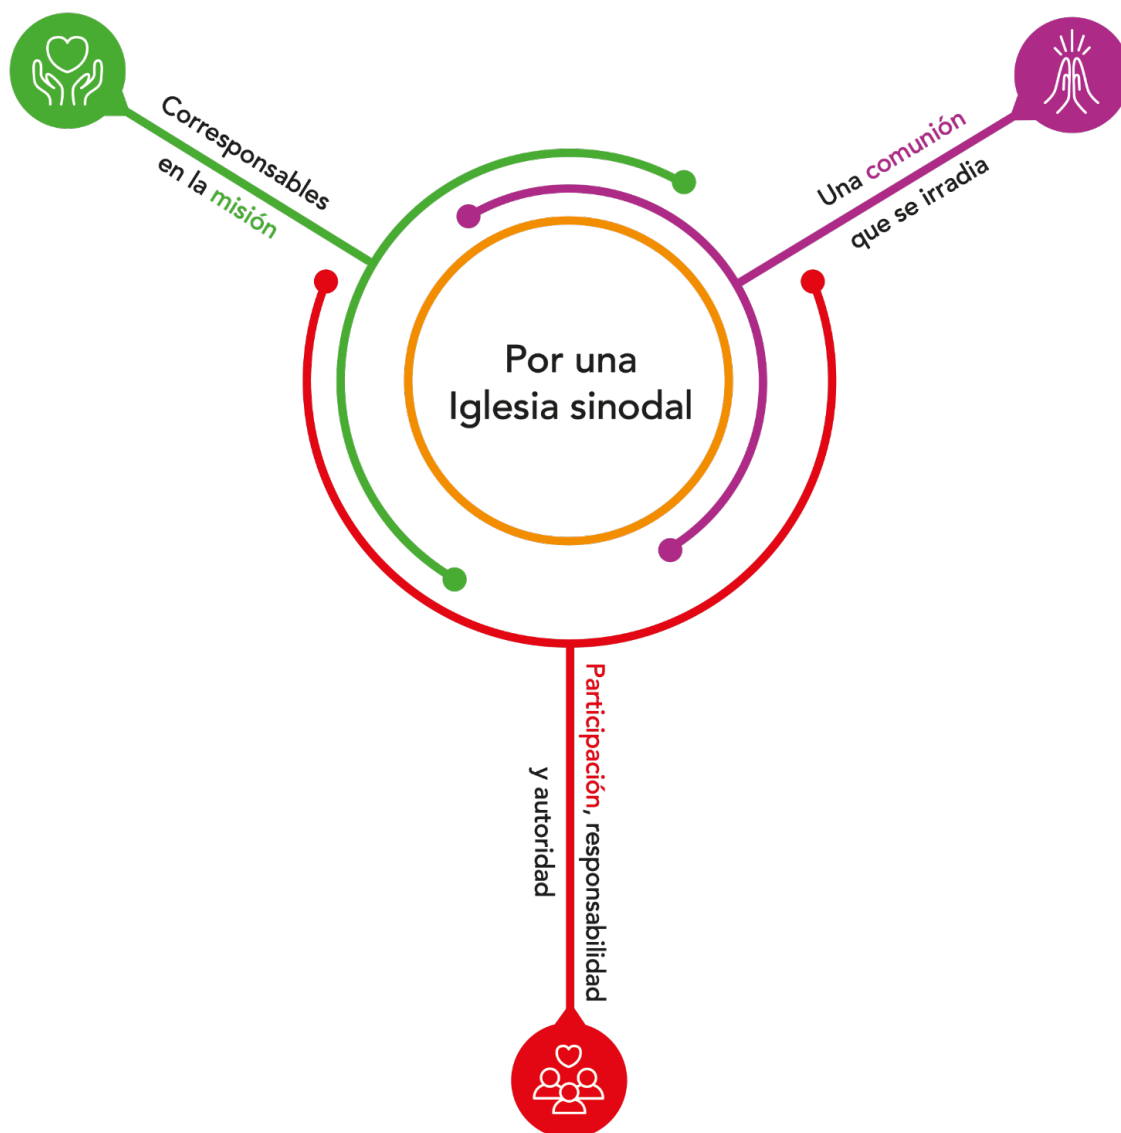 Corresponsables
en la misión
Una comunión
que se irradia
Por una
Iglesia sinodal
Participación, responsabilidad
y autoridad